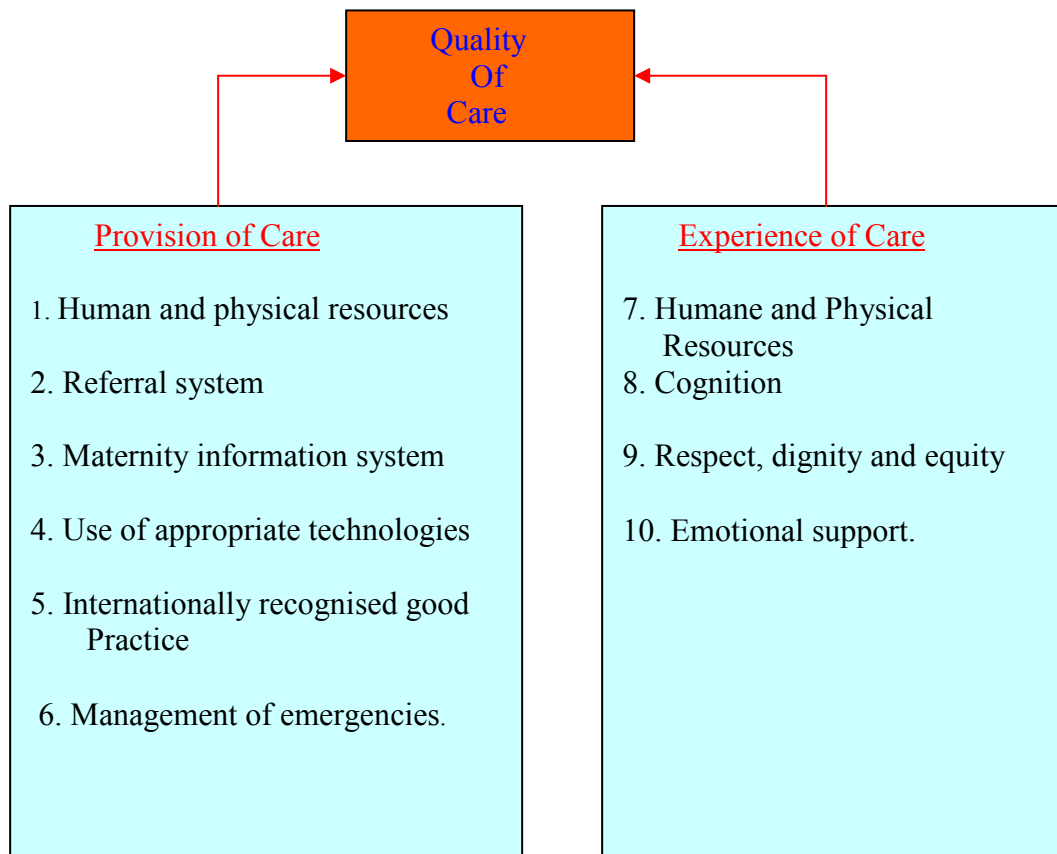 Quality
Of
Care
Provision of Care
1. Human and physical resources
2. Referral system
3. Maternity information system
4. Use of appropriate technologies
5. Internationally recognised good
Practice
6. Management of emergencies.
Experience of Care
7. Humane and Physical
Resources
8. Cognition
9. Respect, dignity and equity
10. Emotional support.